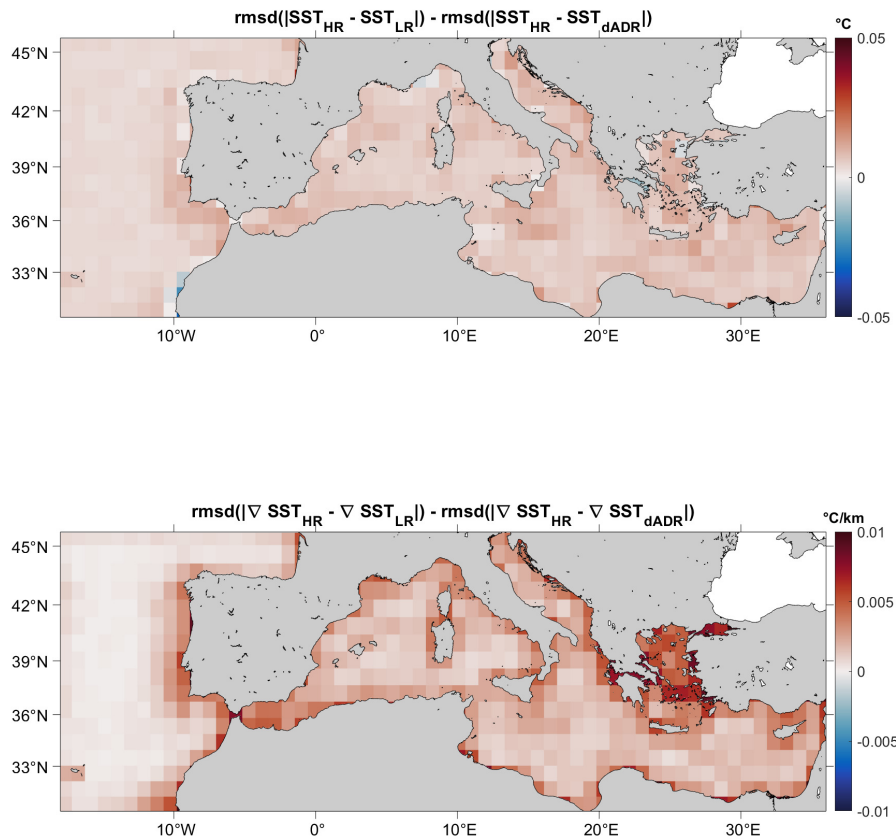 rmsd(|SST_HR - SST_LR|) - rmsd(|SST_HR - SST_dADR|)
°C
0.05
0
-0.05
45°N
42°N
39°N
36°N
33°N
10°W 0° 10°E 20°E 30°E
rmsd(|∇ SST_HR - ∇ SST_LR|) - rmsd(|∇ SST_HR - ∇ SST_dADR|)
°C/km
0.01
0.005
0
-0.005
-0.01
45°N
42°N
39°N
36°N
33°N
10°W 0° 10°E 20°E 30°E